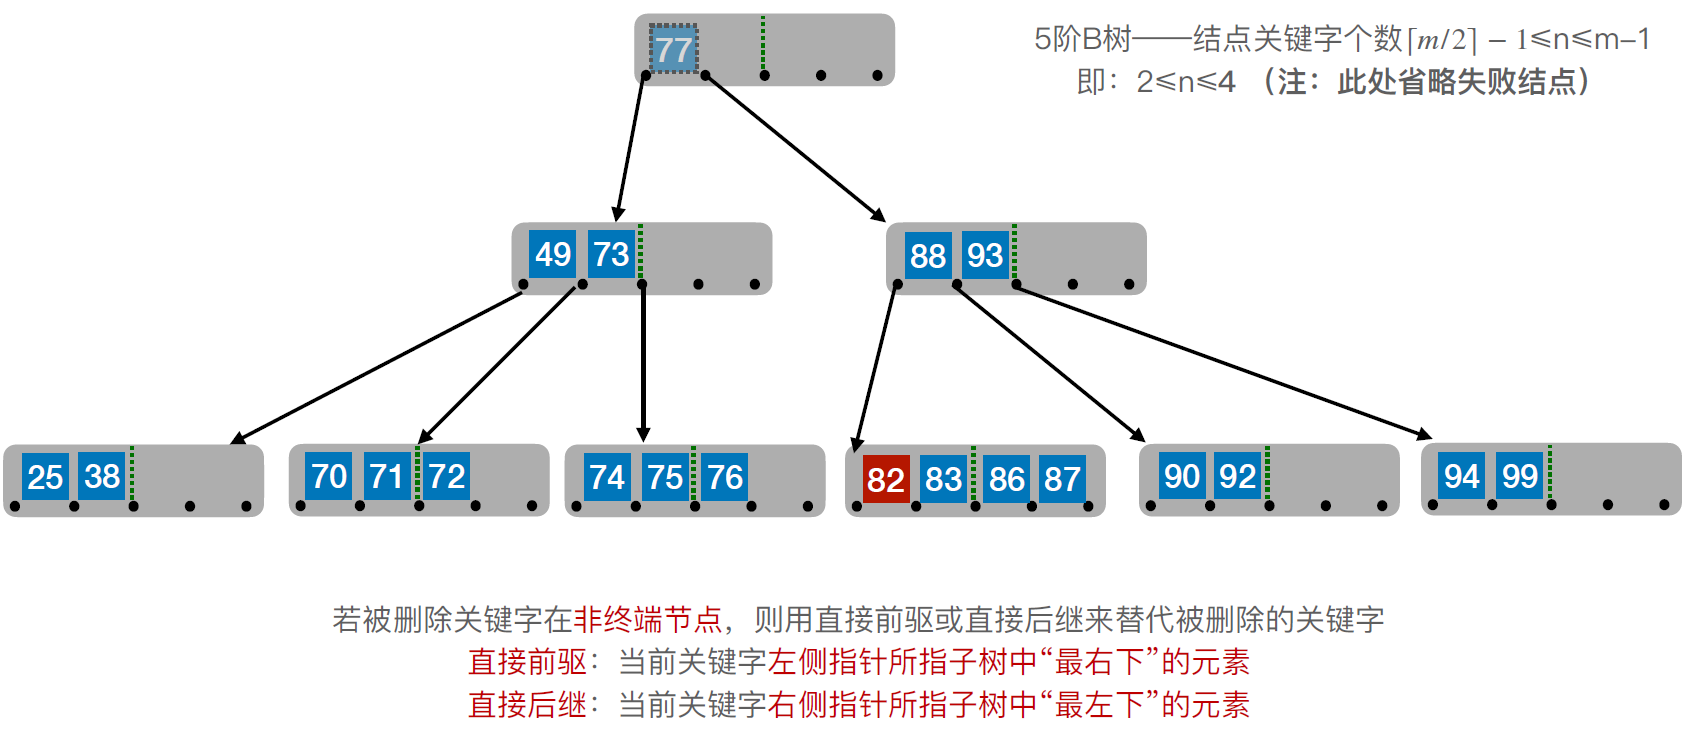 77
5阶B树——结点关键字个数⌈m/2⌉ – 1≤n≤m–1
即：2≤n≤4 （注：此处省略失败结点）
49 73
88 93
25 38
70 71 72
74 75 76
82 83 86 87
90 92
94 99
若被删除关键字在非终端节点，则用直接前驱或直接后继来替代被删除的关键字
直接前驱：当前关键字左侧指针所指子树中“最右下”的元素
直接后继：当前关键字右侧指针所指子树中“最左下”的元素